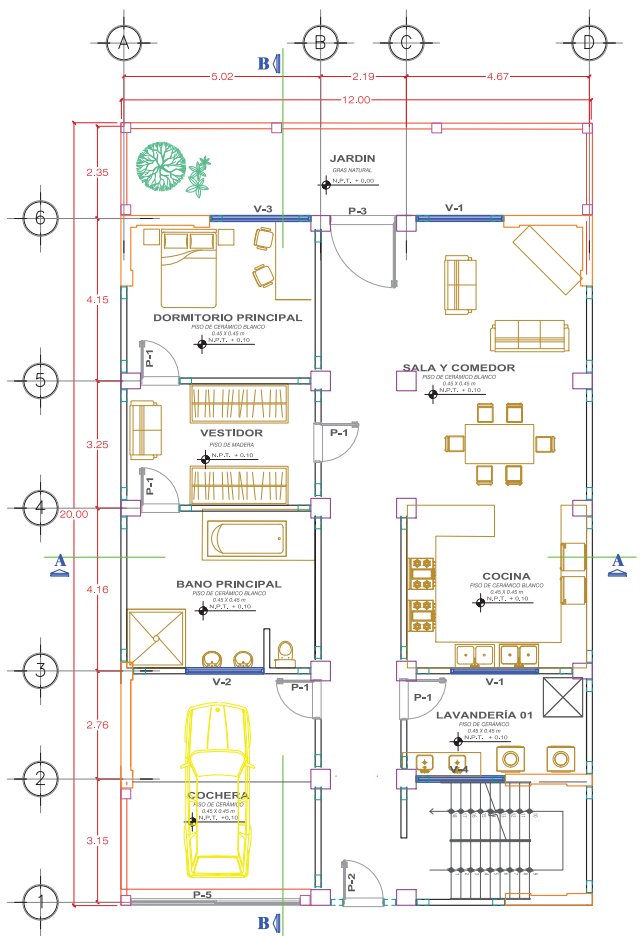 A
B
C
D
B
5.02
2.19
4.67
12.00
JARDIN
GRAS NATURAL
N.P.T. + 0.00
2.35
V-3
P-3
V-1
6
4.15
DORMITORIO PRINCIPAL
PISO DE CERÁMICO BLANCO
0.45 X 0.45 m
N.P.T. + 0.10
P-1
SALA Y COMEDOR
PISO DE CERÁMICO BLANCO
0.45 X 0.45 m
N.P.T. + 0.10
5
3.25
VESTIDOR
PISO DE MADERA
N.P.T. + 0.10
P-1
P-1
4
20.00
A
A
4.16
BANO PRINCIPAL
PISO DE CERÁMICO BLANCO
0.45 X 0.45 m
N.P.T. + 0.10
COCINA
PISO DE CERÁMICO BLANCO
0.45 X 0.45 m
N.P.T. + 0.10
3
V-2
P-1
V-1
P-1
2.76
LAVANDERÍA 01
PISO DE CERÁMICO
0.45 X 0.45 m
N.P.T. + 0.10
V-4
2
COCHERA
PISO DE CERÁMICO
0.45 X 0.45 m
N.P.T. +0.10
3.15
P-2
P-5
1
B